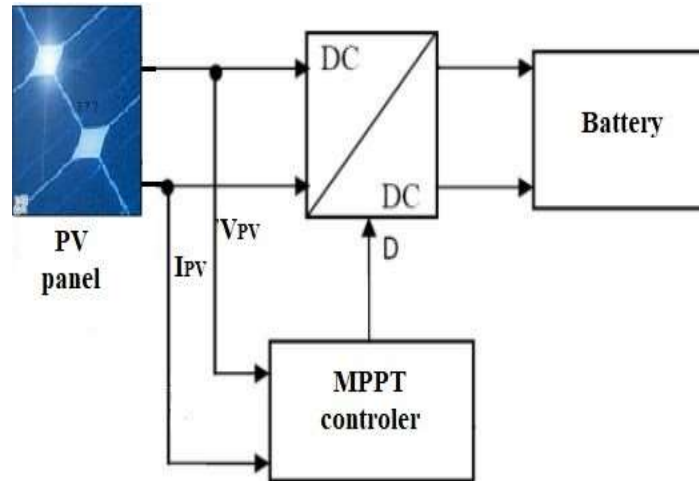 DC
DC
Battery
PV
panel
VPV
IPV
D
MPPT
controler